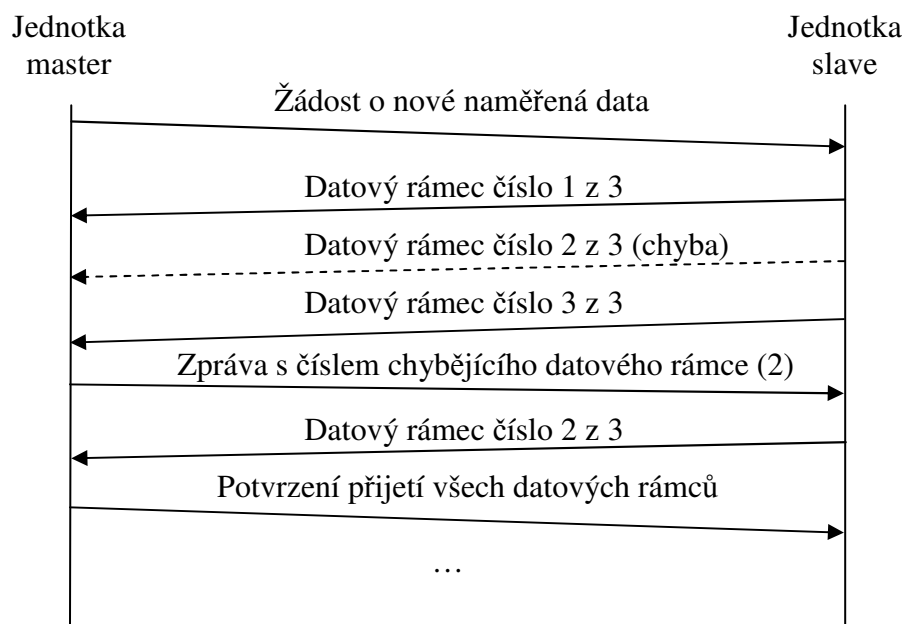 Jednotka
master
Jednotka
slave
Žádost o nové naměřená data
Datový rámec číslo 1 z 3
Datový rámec číslo 2 z 3 (chyba)
Datový rámec číslo 3 z 3
Zpráva s číslem chybějícího datového rámce (2)
Datový rámec číslo 2 z 3
Potvrzení přijetí všech datových rámců
…